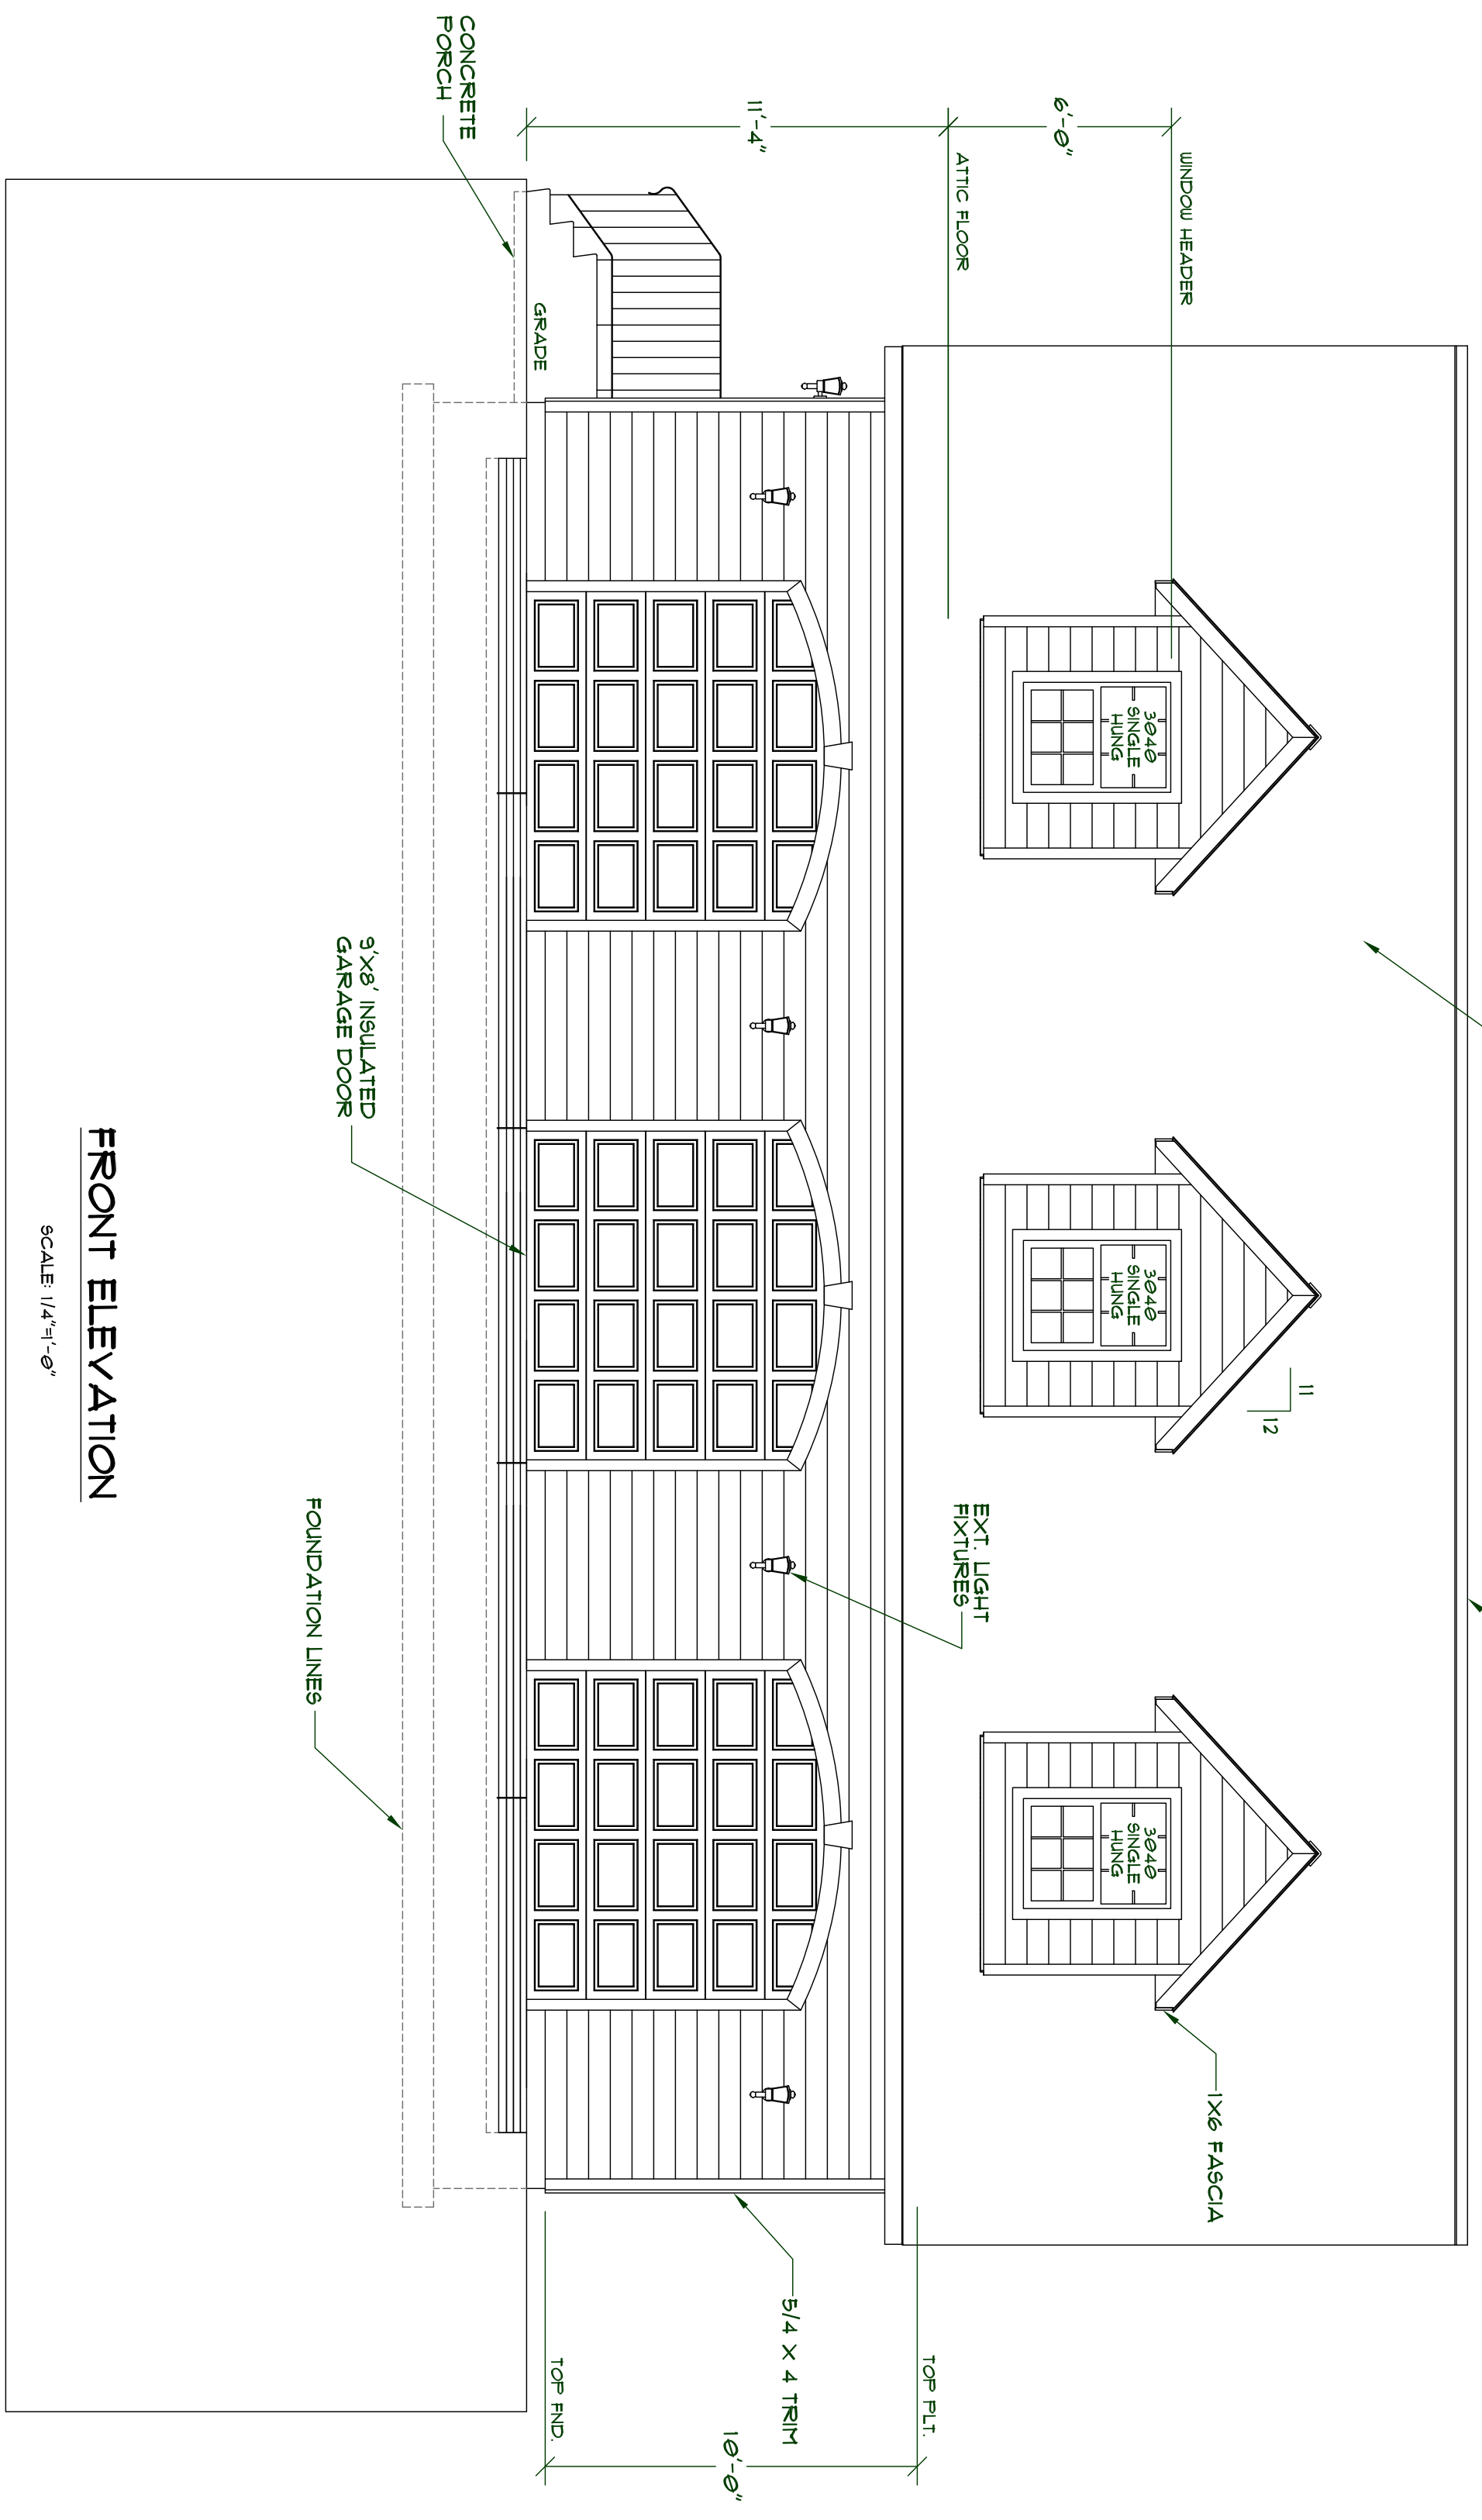 WINDOW HEADER
6'-0"
ATTIC FLOOR
11'-4"
CONCRETE
PORCH
GRADE
3040
SINGLE
HUNG
3040
SINGLE
HUNG
3040
SINGLE
HUNG
11
12
1X6 FASCIA
EXT. LIGHT
FIXTURES
5/4 X 4 TRIM
TOP PLT.
10'-0"
TOP FND.
9'X8' INSULATED
GARAGE DOOR
FOUNDATION LINES
FRONT ELEVATION
SCALE: 1/4"=1'-0"